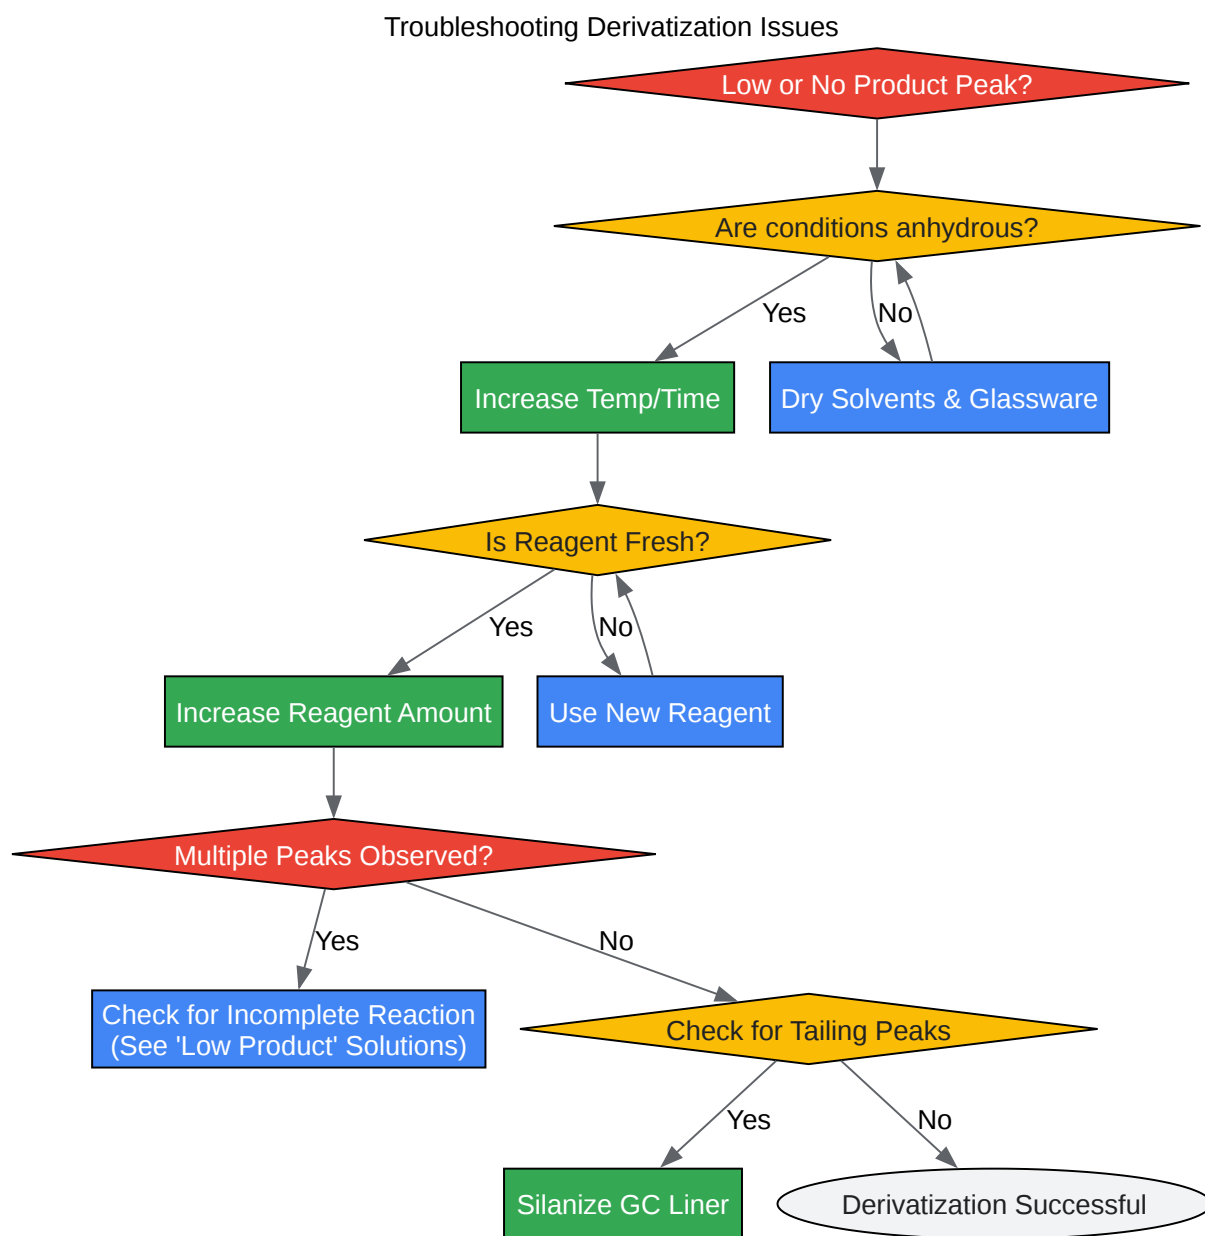 Troubleshooting Derivatization Issues
Low or No Product Peak?
Are conditions anhydrous?
Yes
No
Increase Temp/Time
Dry Solvents & Glassware
Is Reagent Fresh?
Yes
No
Increase Reagent Amount
Use New Reagent
Multiple Peaks Observed?
Yes
No
Check for Incomplete Reaction
(See 'Low Product' Solutions)
Check for Tailing Peaks
Yes
No
Silanize GC Liner
Derivatization Successful